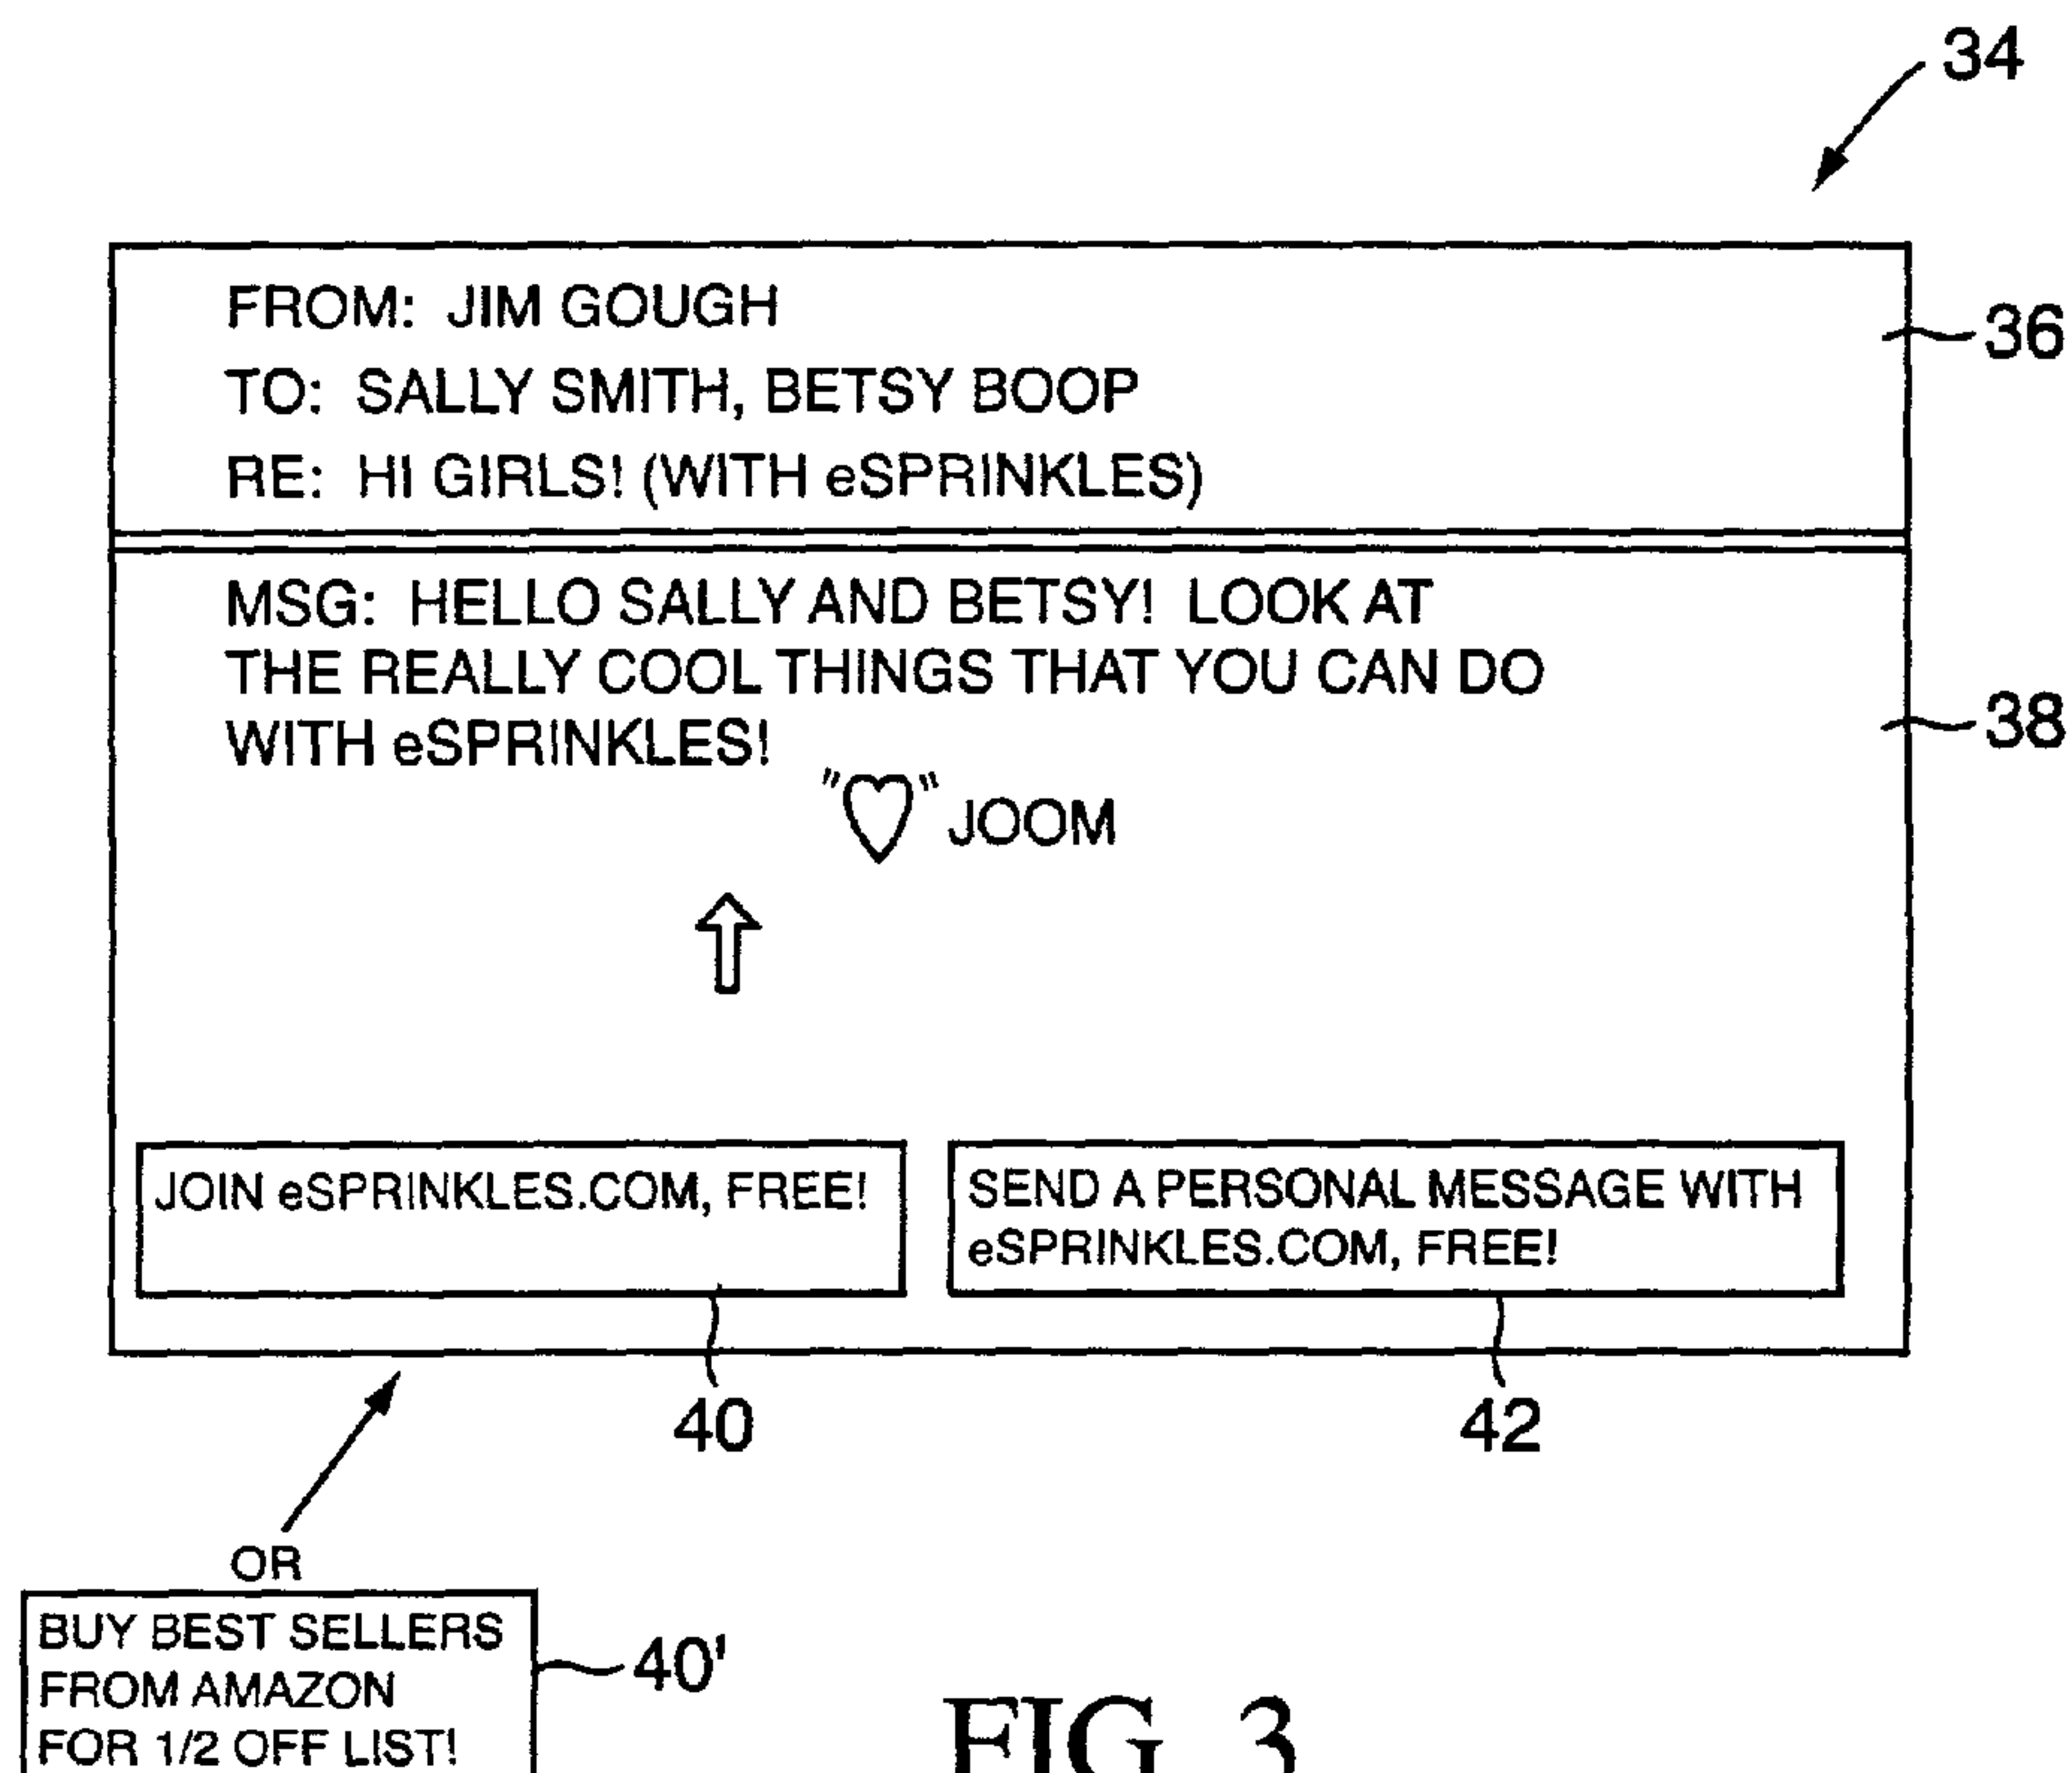 34
FROM: JIM GOUGH
36
TO: SALLY SMITH, BETSY BOOP
RE: HI GIRLS! (WITH eSPRINKLES)
MSG: HELLO SALLY AND BETSY! LOOK AT
THE REALLY COOL THINGS THAT YOU CAN DO
38
WITH eSPRINKLES!
"♡" JOOM
JOIN eSPRINKLES.COM, FREE!
SEND A PERSONAL MESSAGE WITH
eSPRINKLES.COM, FREE!
40
42
OR
BUY BEST SELLERS
FROM AMAZON
FOR 1/2 OFF LIST!
40'
FIG. 3